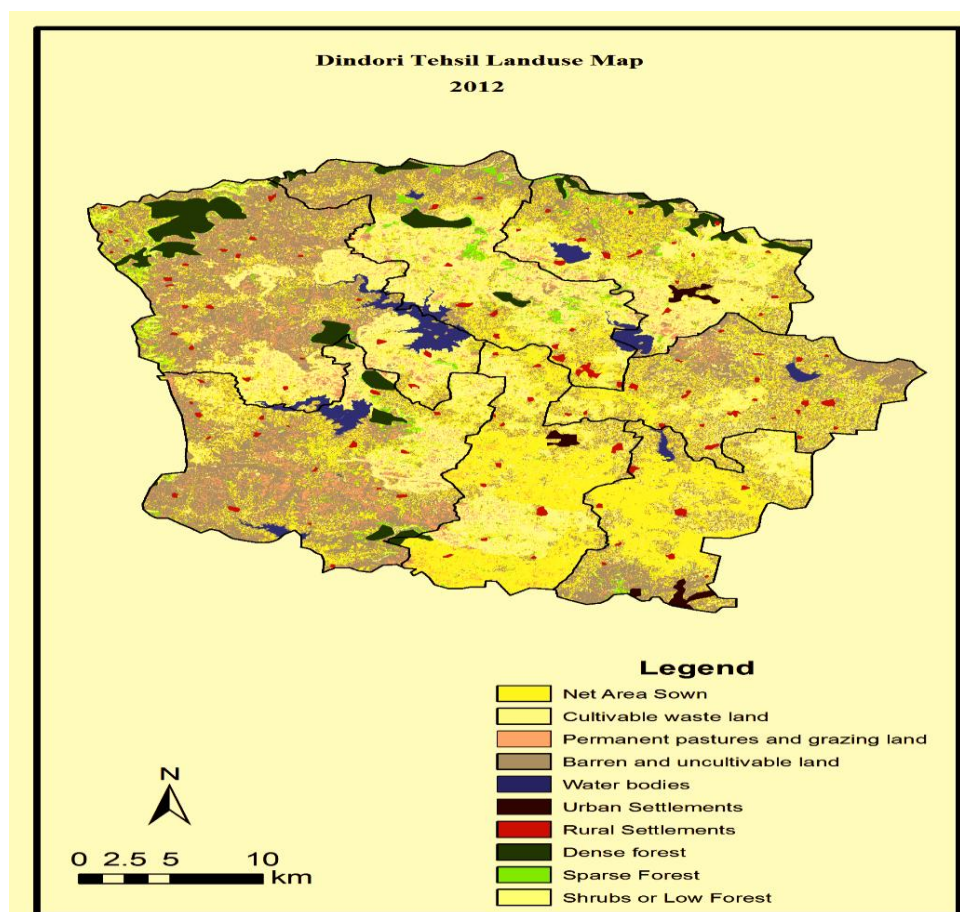 Dindori Tehsil Landuse Map
2012
Legend
Net Area Sown
Cultivable waste land
Permanent pastures and grazing land
Barren and uncultivable land
Water bodies
Urban Settlements
Rural Settlements
Dense forest
Sparse Forest
Shrubs or Low Forest
N
0 2.5 5 10
km